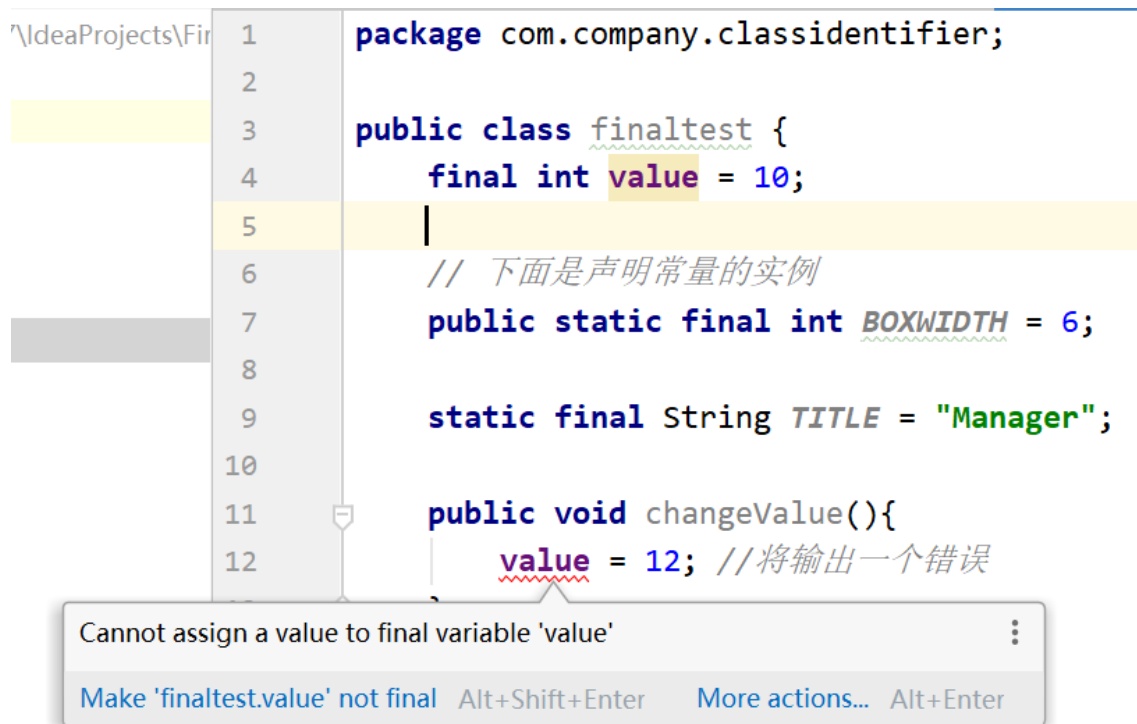 \IdeaProjects\Fir
1 package com.company.classidentifier;
2
3 public class finaltest {
4 final int value = 10;
5
6 // 下面是声明常量的实例
7 public static final int BOXWIDTH = 6;
8
9 static final String TITLE = "Manager";
10
11 public void changeValue(){
12 value = 12; //将输出一个错误
Cannot assign a value to final variable 'value'
Make 'finaltest.value' not final Alt+Shift+Enter More actions... Alt+Enter